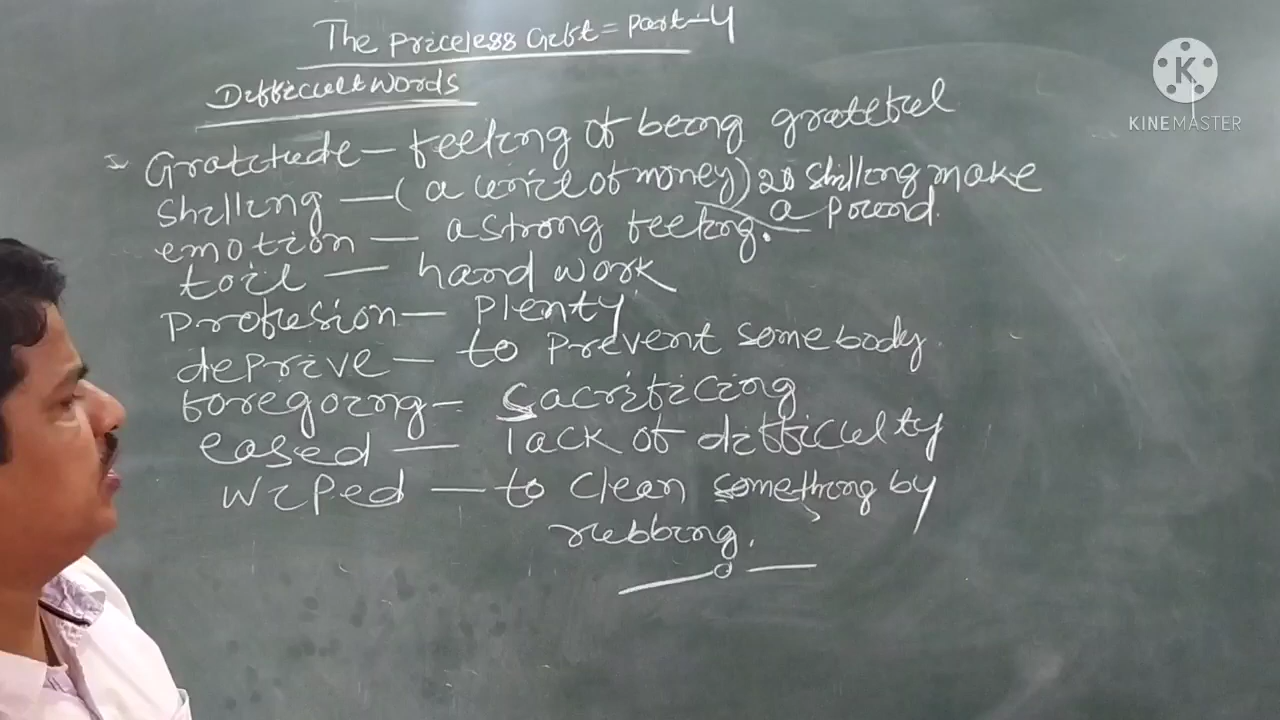 The Priceless Gift = Part-4
Difficult Words
Gratitude - feeling of being grateful
Shilling - (a unit of money) 20 Shilling make
a Pound.
emotion - a strong feeling.
toil - hard work
Profusion - Plenty
deprive - to Prevent somebody.
foregoing - Sacrificing
eased - lack of difficulty
wiped - to clean something by
rubbing.
K
KINEMASTER